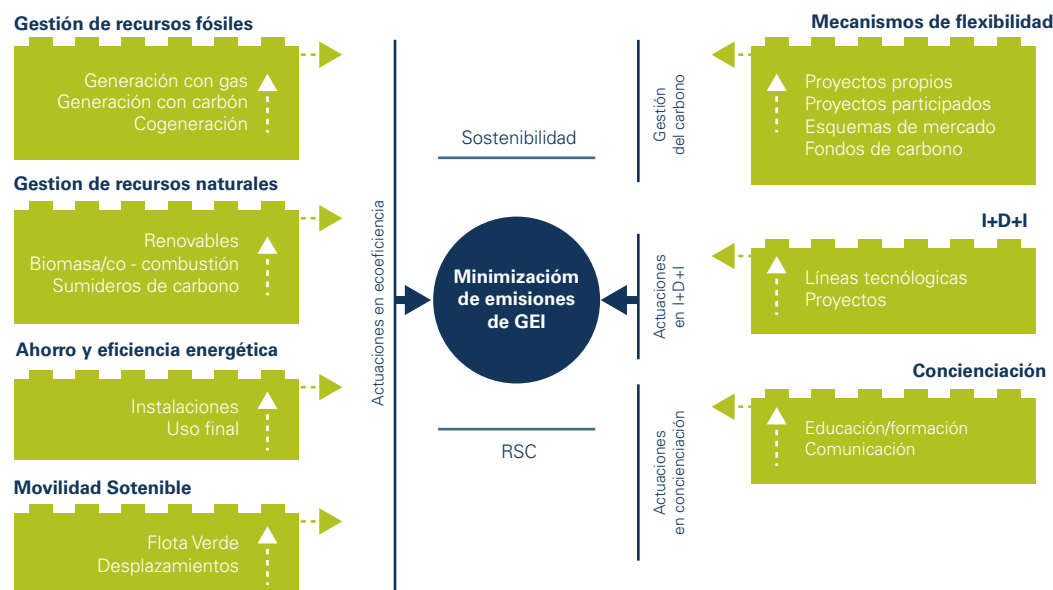 Gestión de recursos fósiles
Generación con gas
Generación con carbón
Cogeneración
Gestion de recursos naturales
Renovables
Biomasa/co - combustión
Sumideros de carbono
Ahorro y eficiencia energética
Instalaciones
Uso final
Movilidad Sotenible
Flota Verde
Desplazamientos
Actuaciones en ecoeficiencia
Sostenibilidad
Minimizacióm
de emisiones
de GEI
RSC
Gestión
del carbono
Actuaciones
en I+D+I
Actuaciones
en concienciación
Mecanismos de flexibilidad
Proyectos propios
Proyectos participados
Esquemas de mercado
Fondos de carbono
I+D+I
Líneas tecnólogicas
Proyectos
Concienciación
Educación/formación
Comunicación